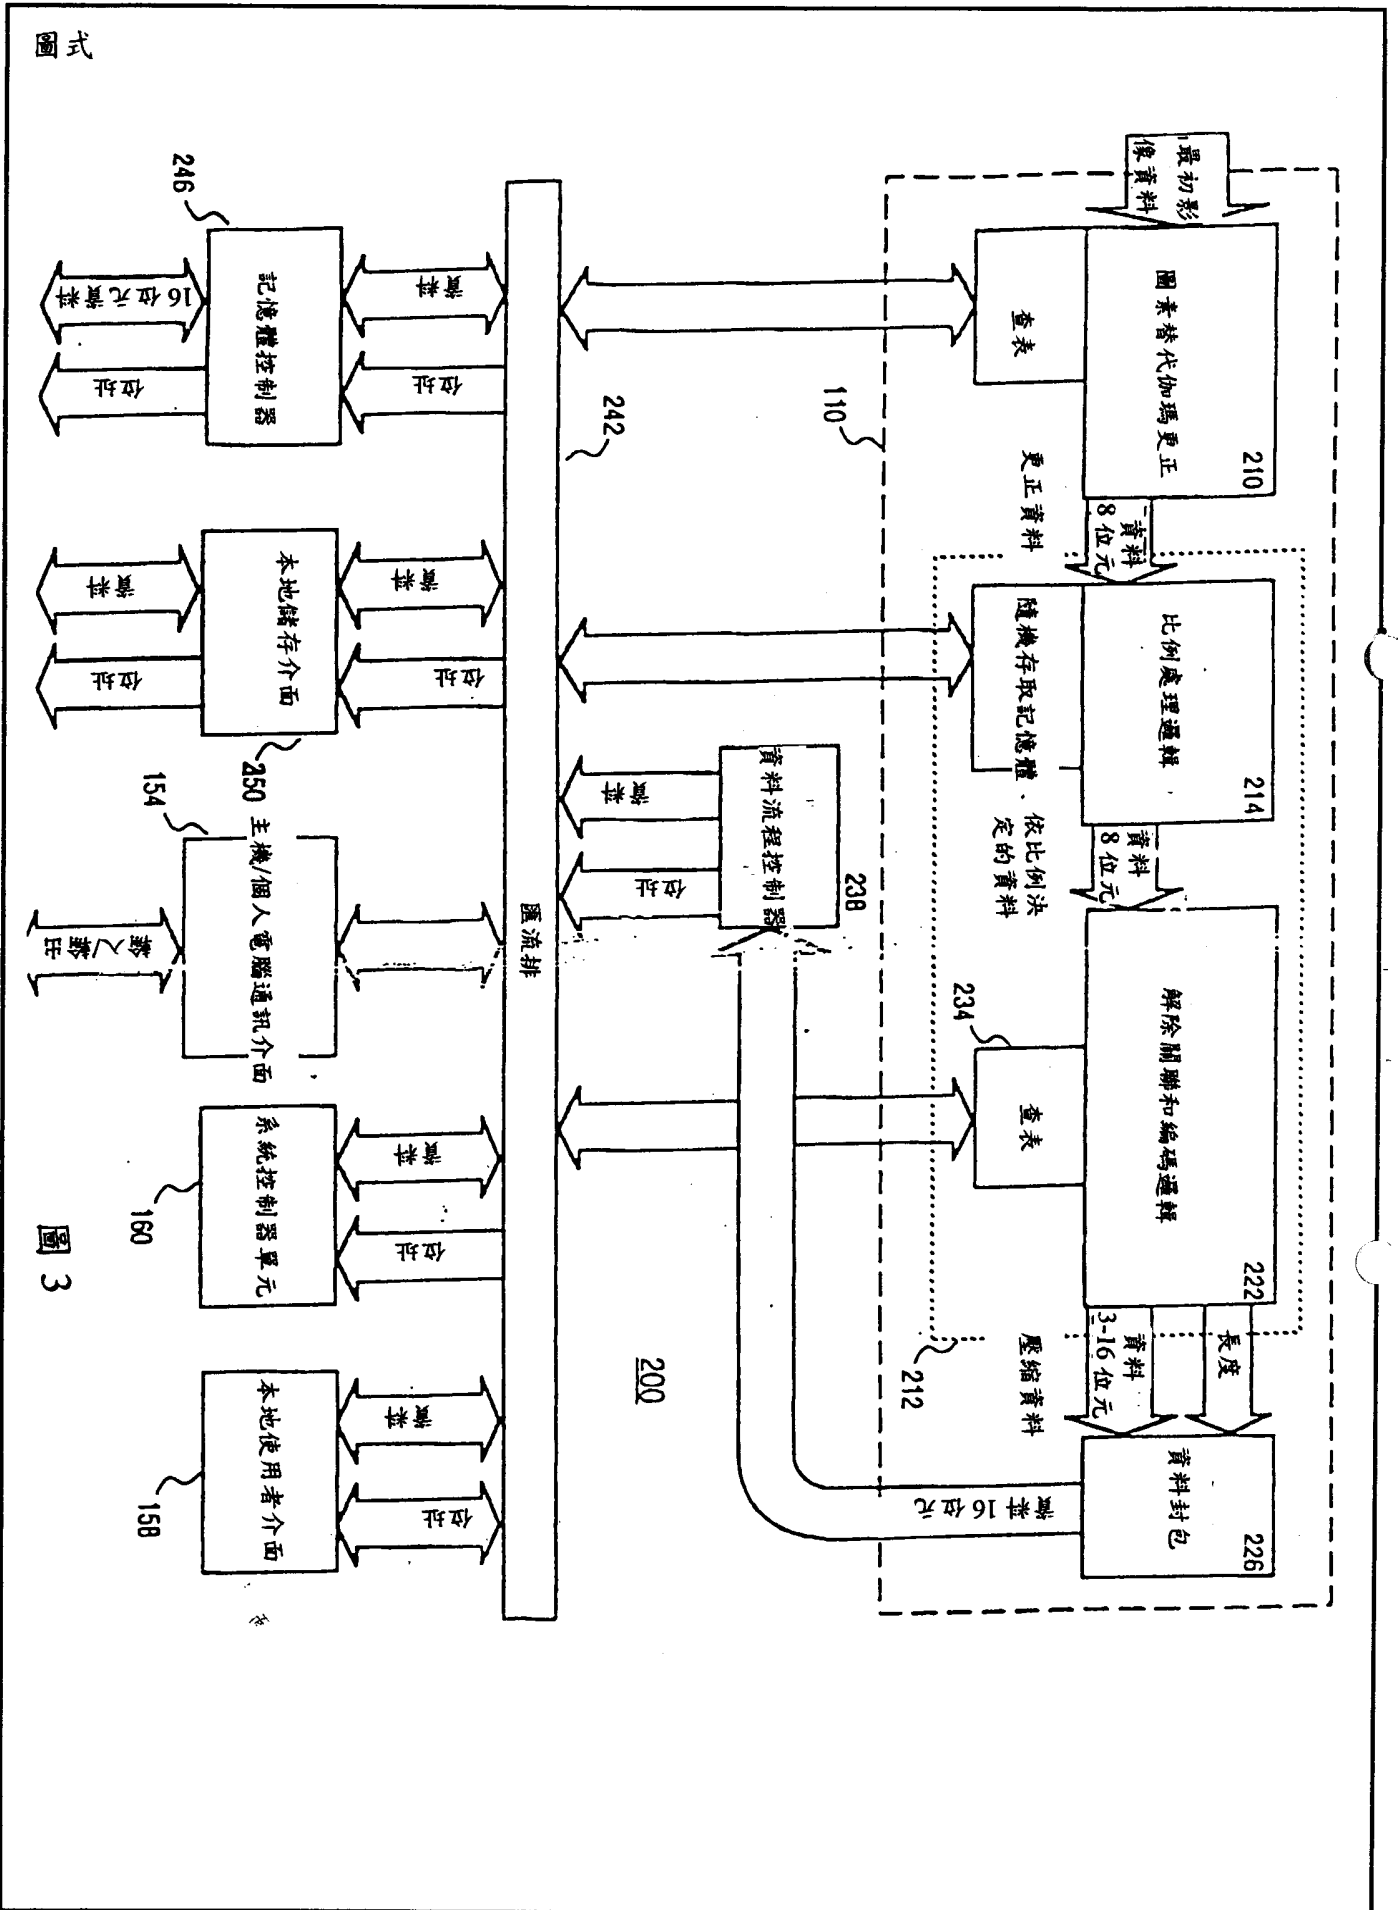 圖式
最初影
像資料
圖素替代伽瑪更正
210
查表
110
更正資料
資料
8位元
比例處理邏輯
214
隨機存取記憶體
依比例決
定的資料
資料
8位元
解除關聯和編碼邏輯
222
234
查表
長度
資料
3-16位元
壓縮資料
212
資料封包
226
資料16位元
資料流程控制器
238
資料
位址
200
242
匯流排
資料
位址
246
記憶體控制器
16位元資料
位址
資料
位址
本地儲存介面
250
資料
位址
154
主機/個人電腦通訊介面
輸入/輸出
資料
位址
系統控制器單元
160
資料
位址
本地使用者介面
158
圖3